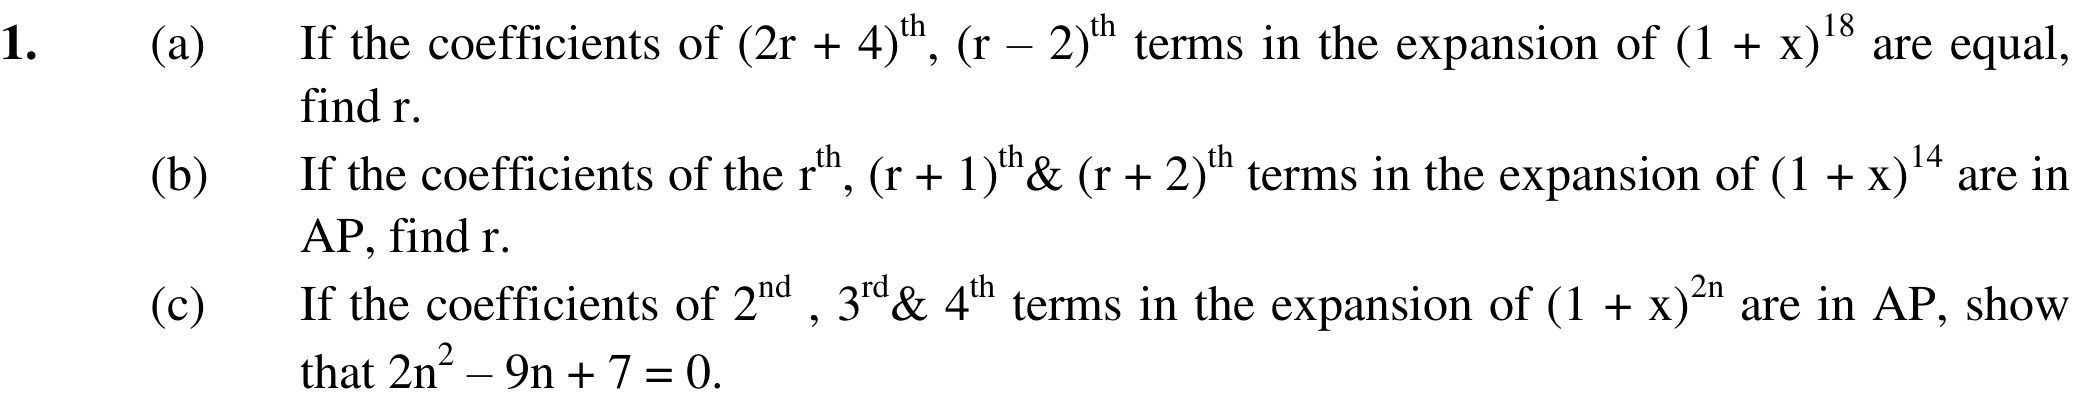 1. (a) If the coefficients of (2r + 4)ᵗʰ, (r – 2)ᵗʰ terms in the expansion of (1 + x)¹⁸ are equal,
find r.
(b) If the coefficients of the rᵗʰ, (r + 1)ᵗʰ& (r + 2)ᵗʰ terms in the expansion of (1 + x)¹⁴ are in
AP, find r.
(c) If the coefficients of 2ⁿᵈ , 3ʳᵈ& 4ᵗʰ terms in the expansion of (1 + x)²ⁿ are in AP, show
that 2n² – 9n + 7 = 0.